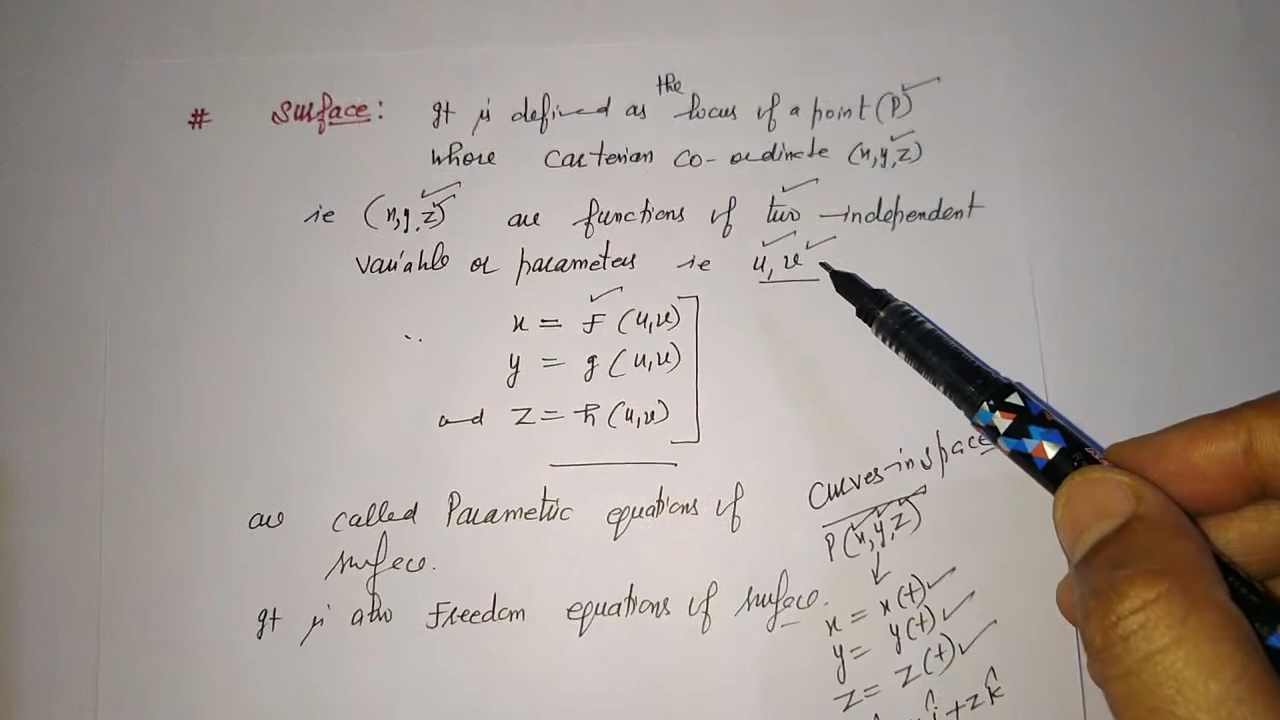 # Surface: It is defined as the locus of a point (P)
whose cartesian co-ordinate (x,y,z)
ie (x,y,z) are functions of two independent
variable or parameters ie u, v
∴ x = f (u,v)
y = g (u,v)
and z = h (u,v)
are called Parametric equations of
surface.
It is also Freedom equations of surface.
Curves in space
P(x,y,z)
↓
x = x(t)
y = y(t)
z = z(t)
+zk̂